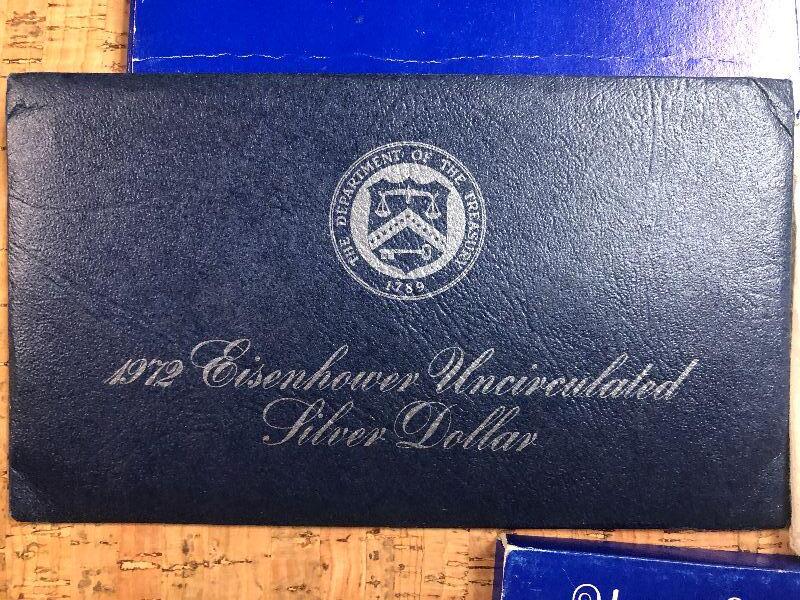 THE DEPARTMENT OF THE TREASURY
1789
1972 Eisenhower Uncirculated
Silver Dollar